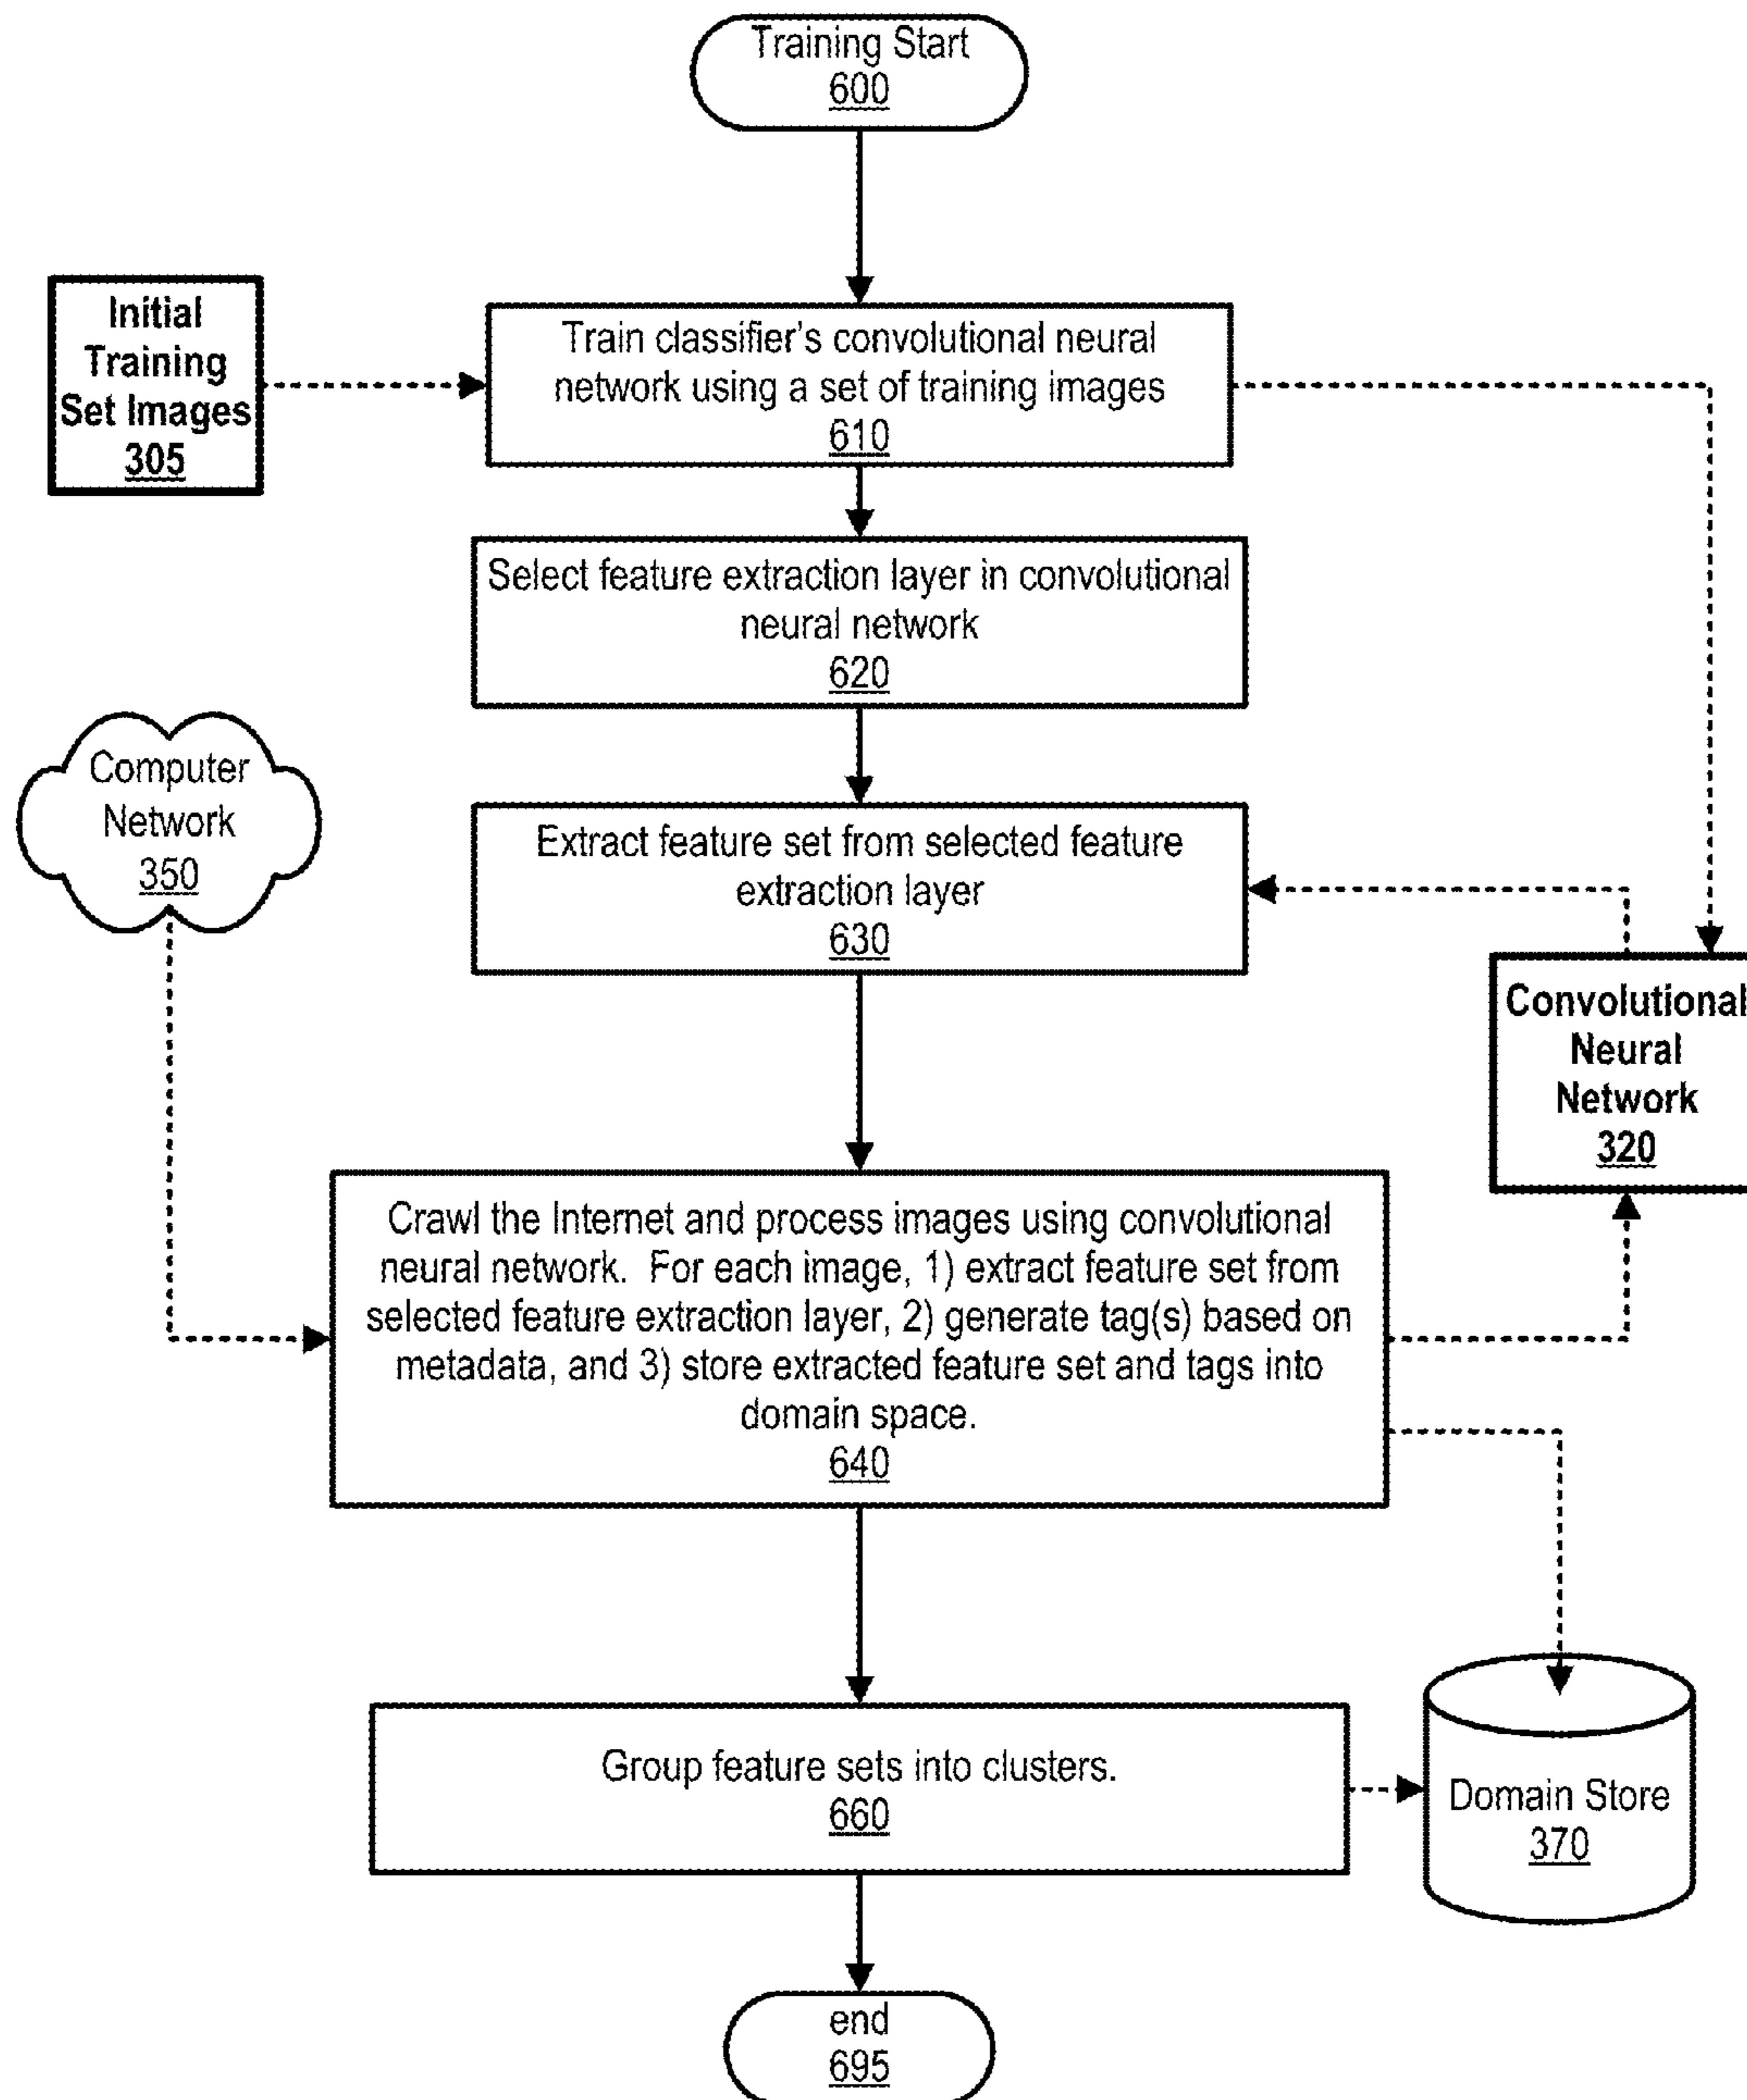 Training Start
600
Initial
Training
Set Images
305
Train classifier's convolutional neural
network using a set of training images
610
Select feature extraction layer in convolutional
neural network
620
Computer
Network
350
Extract feature set from selected feature
extraction layer
630
Convolutional
Neural
Network
320
Crawl the Internet and process images using convolutional
neural network. For each image, 1) extract feature set from
selected feature extraction layer, 2) generate tag(s) based on
metadata, and 3) store extracted feature set and tags into
domain space.
640
Group feature sets into clusters.
660
Domain Store
370
end
695